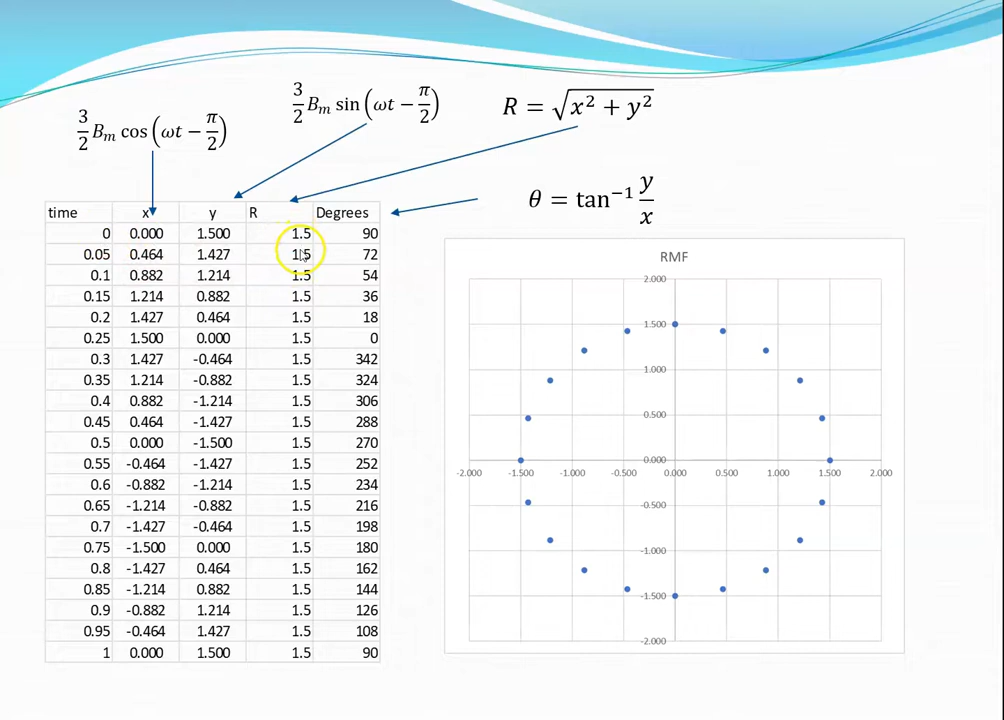 3/2 Bₘ cos(ωt − π/2)
3/2 Bₘ sin(ωt − π/2)
R = √(x² + y²)
θ = tan⁻¹ y/x
time x y R Degrees
0 0.000 1.500 1.5 90
0.05 0.464 1.427 1.5 72
0.1 0.882 1.214 1.5 54
0.15 1.214 0.882 1.5 36
0.2 1.427 0.464 1.5 18
0.25 1.500 0.000 1.5 0
0.3 1.427 -0.464 1.5 342
0.35 1.214 -0.882 1.5 324
0.4 0.882 -1.214 1.5 306
0.45 0.464 -1.427 1.5 288
0.5 0.000 -1.500 1.5 270
0.55 -0.464 -1.427 1.5 252
0.6 -0.882 -1.214 1.5 234
0.65 -1.214 -0.882 1.5 216
0.7 -1.427 -0.464 1.5 198
0.75 -1.500 0.000 1.5 180
0.8 -1.427 0.464 1.5 162
0.85 -1.214 0.882 1.5 144
0.9 -0.882 1.214 1.5 126
0.95 -0.464 1.427 1.5 108
1 0.000 1.500 1.5 90
RMF
2.000
1.500
1.000
0.500
0.000
-2.000 -1.500 -1.000 -0.500 0.000 0.500 1.000 1.500 2.000
-0.500
-1.000
-1.500
-2.000